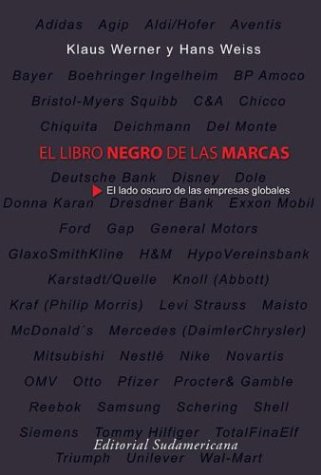 Adidas Agip Aldi/Hofer Aventis
Klaus Werner y Hans Weiss
Bayer Boehringer Ingelheim BP Amoco
Bristol-Myers Squibb C&A Chicco
Chiquita Deichmann Del Monte
EL LIBRO NEGRO DE LAS MARCAS
Deutsche Bank Disney Dole
El lado oscuro de las empresas globales
Donna Karan Dresdner Bank Exxon Mobil
Ford Gap General Motors
GlaxoSmithKline H&M HypoVereinsbank
Karstadt/Quelle Knoll (Abbott)
Kraf (Philip Morris) Levi Strauss Maisto
McDonald´s Mercedes (DaimlerChrysler)
Mitsubishi Nestlé Nike Novartis
OMV Otto Pfizer Procter& Gamble
Reebok Samsung Schering Shell
Siemens Tommy Hilfiger TotalFinaElf
Editorial Sudamericana
Triumph Unilever Wal-Mart